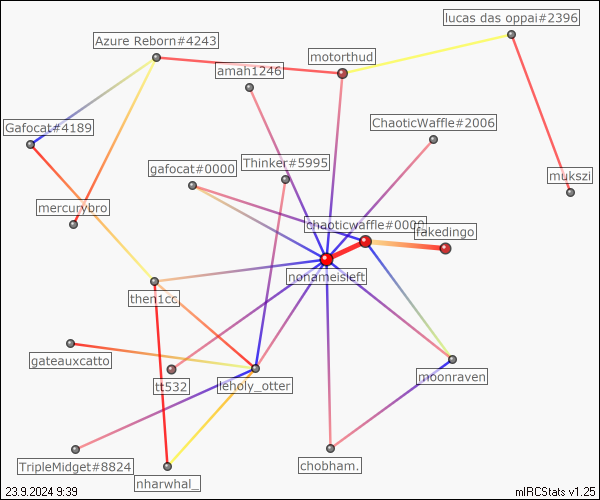 lucas das oppai#2396
Azure Reborn#4243
motorthud
amah1246
ChaoticWaffle#2006
Gafocat#4189
Thinker#5995
gafocat#0000
mukszi
mercurybro
chaoticwaffle#0000
fakedingo
nonameisleft
then1cc.
gateauxcatto
moonraven
tt532
leholy_otter
TripleMidget#8824
chobham.
nharwhal_
23.9.2024 9:39
mIRCStats v1.25